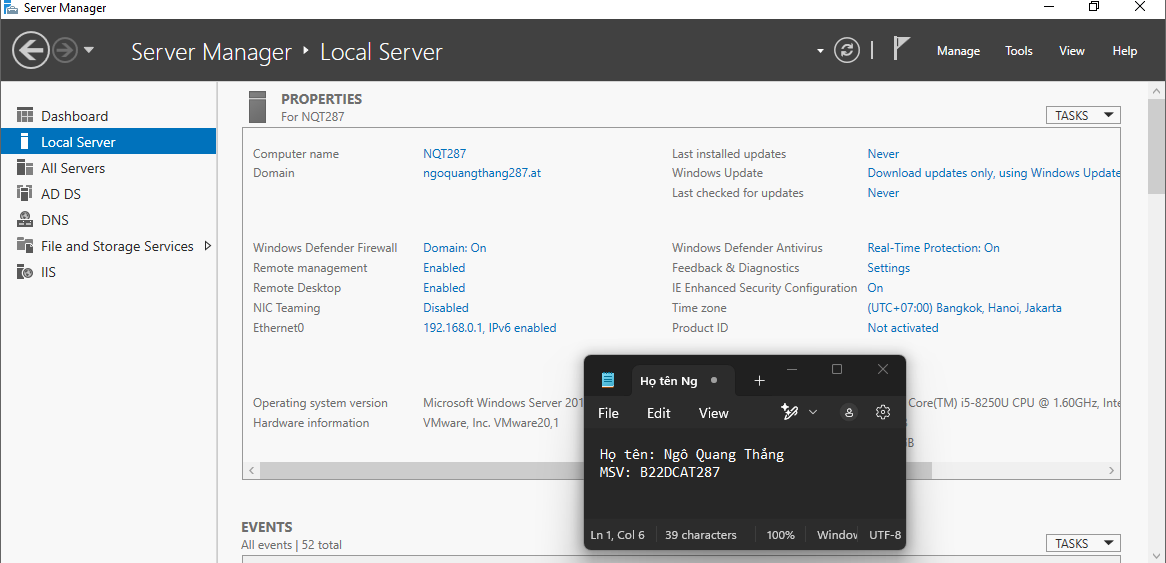 Server Manager
Server Manager ‣ Local Server
Manage Tools View Help
Dashboard
Local Server
All Servers
AD DS
DNS
File and Storage Services
IIS
PROPERTIES
For NQT287
TASKS
Computer name NQT287
Domain ngoquangthang287.at
Last installed updates Never
Windows Update Download updates only, using Windows Update
Last checked for updates Never
Windows Defender Firewall Domain: On
Remote management Enabled
Remote Desktop Enabled
NIC Teaming Disabled
Ethernet0 192.168.0.1, IPv6 enabled
Windows Defender Antivirus Real-Time Protection: On
Feedback & Diagnostics Settings
IE Enhanced Security Configuration On
Time zone (UTC+07:00) Bangkok, Hanoi, Jakarta
Product ID Not activated
Operating system version Microsoft Windows Server 201
Hardware information VMware, Inc. VMware20,1
Core(TM) i5-8250U CPU @ 1.60GHz, Inte
Họ tên Ng
File Edit View
Họ tên: Ngô Quang Thắng
MSV: B22DCAT287
Ln 1, Col 6 39 characters 100% Window UTF-8
EVENTS
All events | 52 total
TASKS